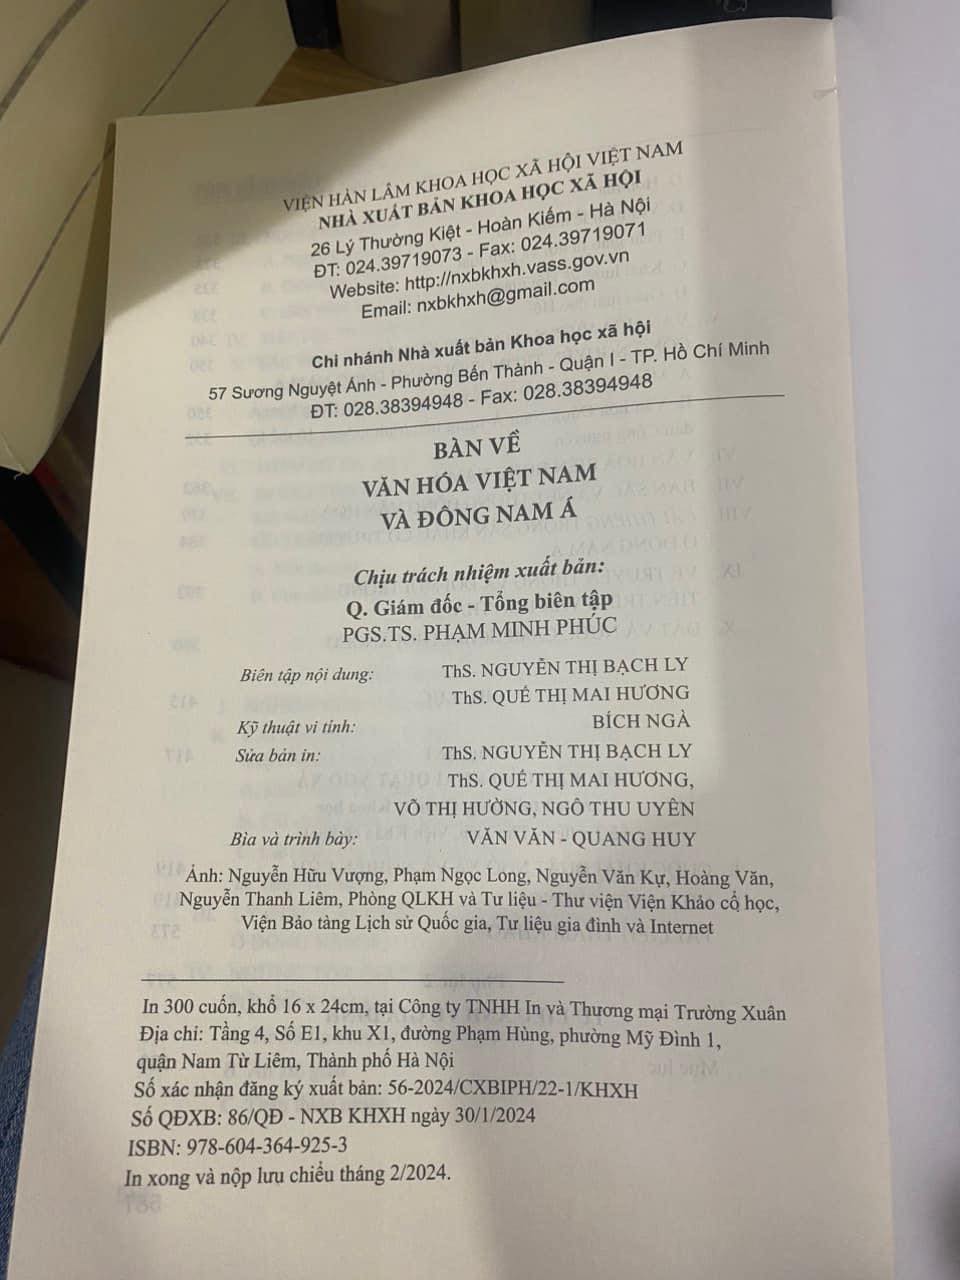 VIỆN HÀN LÂM KHOA HỌC XÃ HỘI VIỆT NAM
NHÀ XUẤT BẢN KHOA HỌC XÃ HỘI
26 Lý Thường Kiệt - Hoàn Kiếm - Hà Nội
ĐT: 024.39719073 - Fax: 024.39719071
Website: http://nxbkhxh.vass.gov.vn
Email: nxbkhxh@gmail.com
Chi nhánh Nhà xuất bản Khoa học xã hội
57 Sương Nguyệt Ánh - Phường Bến Thành - Quận I - TP. Hồ Chí Minh
ĐT: 028.38394948 - Fax: 028.38394948
BÀN VỀ
VĂN HÓA VIỆT NAM
VÀ ĐÔNG NAM Á
Chịu trách nhiệm xuất bản:
Q. Giám đốc - Tổng biên tập
PGS.TS. PHẠM MINH PHÚC
Biên tập nội dung: ThS. NGUYỄN THỊ BẠCH LY
ThS. QUẾ THỊ MAI HƯƠNG
Kỹ thuật vi tính: BÍCH NGÀ
Sửa bản in: ThS. NGUYỄN THỊ BẠCH LY
ThS. QUẾ THỊ MAI HƯƠNG,
VÕ THỊ HƯỜNG, NGÔ THU UYÊN
Bìa và trình bày: VĂN VĂN - QUANG HUY
Ảnh: Nguyễn Hữu Vượng, Phạm Ngọc Long, Nguyễn Văn Kự, Hoàng Văn,
Nguyễn Thanh Liêm, Phòng QLKH và Tư liệu - Thư viện Viện Khảo cổ học,
Viện Bảo tàng Lịch sử Quốc gia, Tư liệu gia đình và Internet
In 300 cuốn, khổ 16 x 24cm, tại Công ty TNHH In và Thương mại Trường Xuân
Địa chỉ: Tầng 4, Số E1, khu X1, đường Phạm Hùng, phường Mỹ Đình 1,
quận Nam Từ Liêm, Thành phố Hà Nội
Số xác nhận đăng ký xuất bản: 56-2024/CXBIPH/22-1/KHXH
Số QĐXB: 86/QĐ - NXB KHXH ngày 30/1/2024
ISBN: 978-604-364-925-3
In xong và nộp lưu chiểu tháng 2/2024.